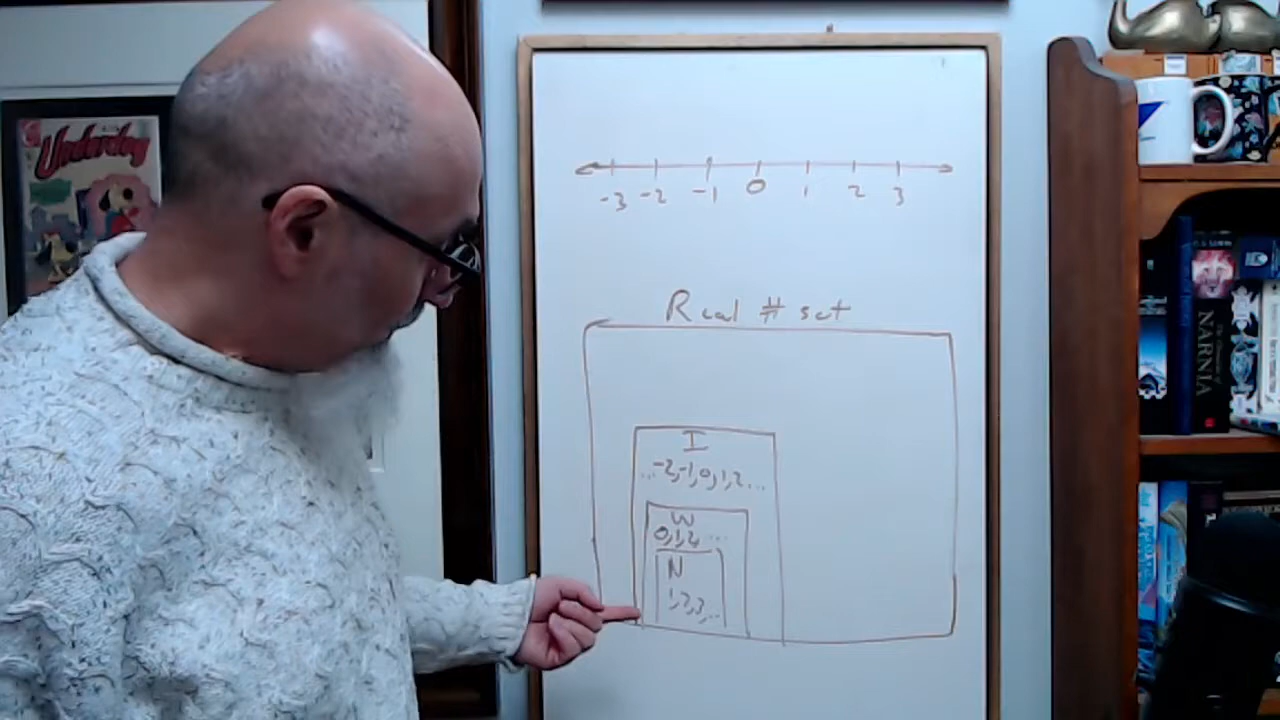 Underdog
-3 -2 -1 0 1 2 3
Real # set
I
...-2,-1,0,1,2...
W
0,1,2, ...
N
1,2,3,...
NARNIA